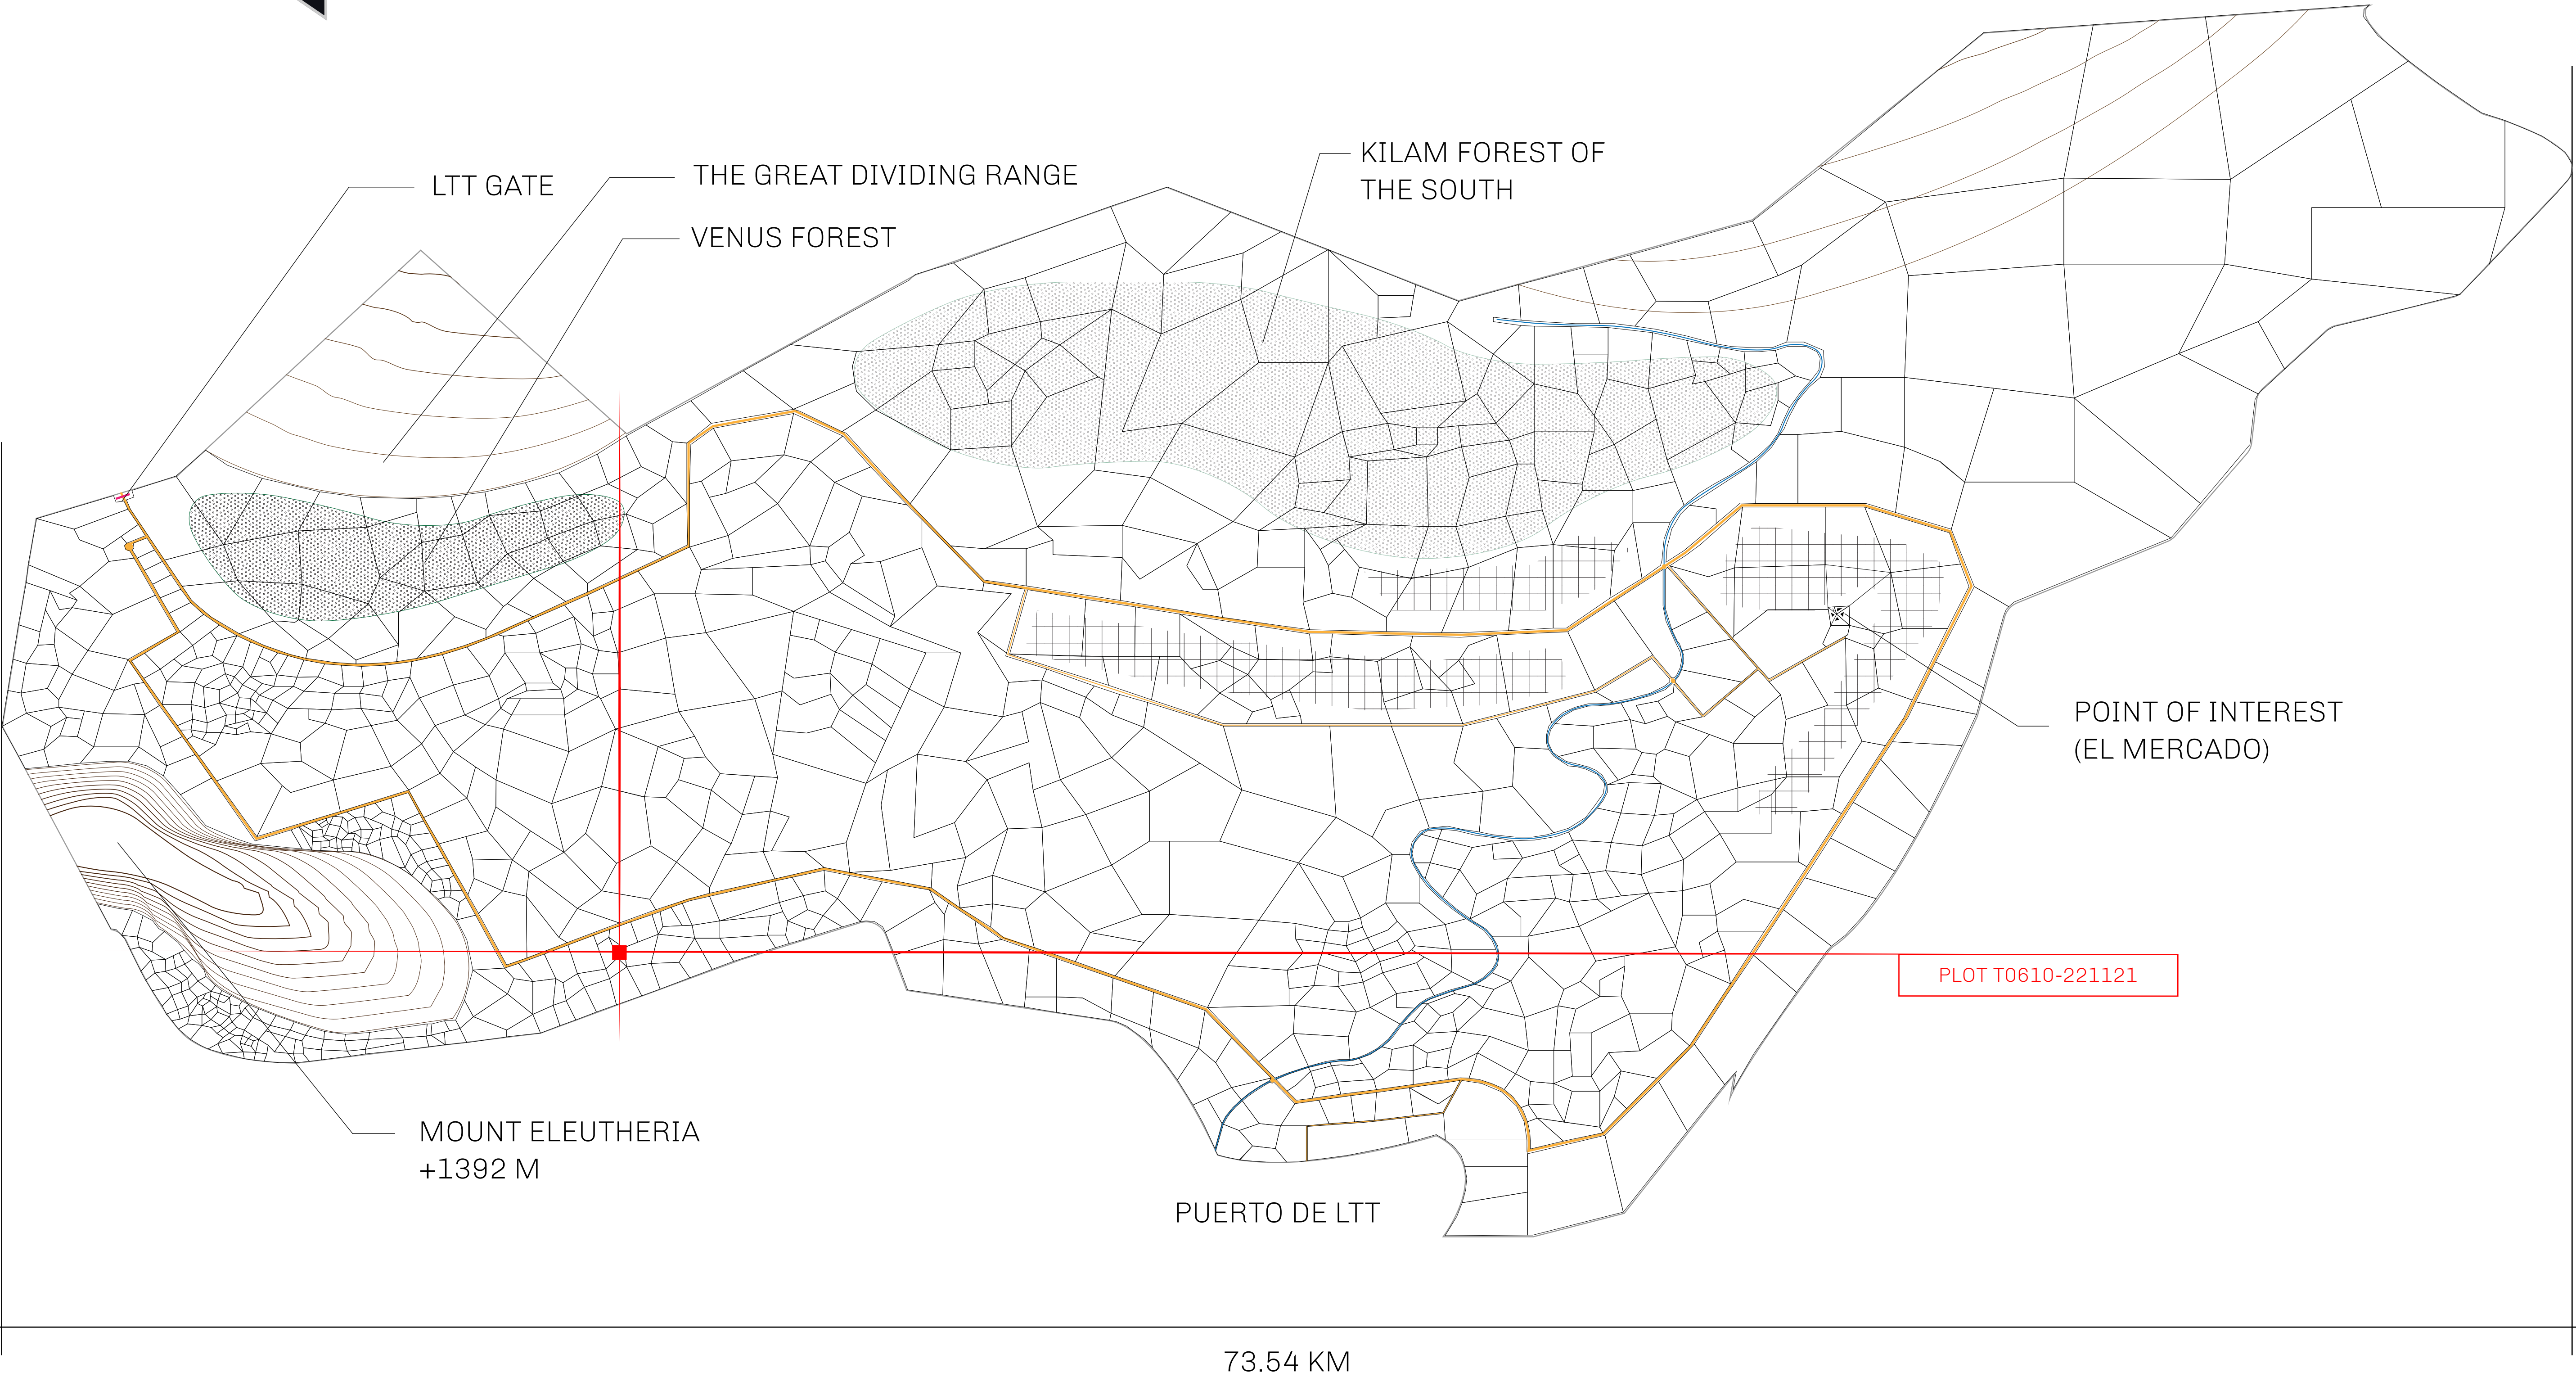 KILAM FOREST OF
THE SOUTH
THE GREAT DIVIDING RANGE
LTT GATE
VENUS FOREST
POINT OF INTEREST
(EL MERCADO)
PLOT T0610-221121
MOUNT ELEUTHERIA
+1392 M
PUERTO DE LTT
73.54 KM